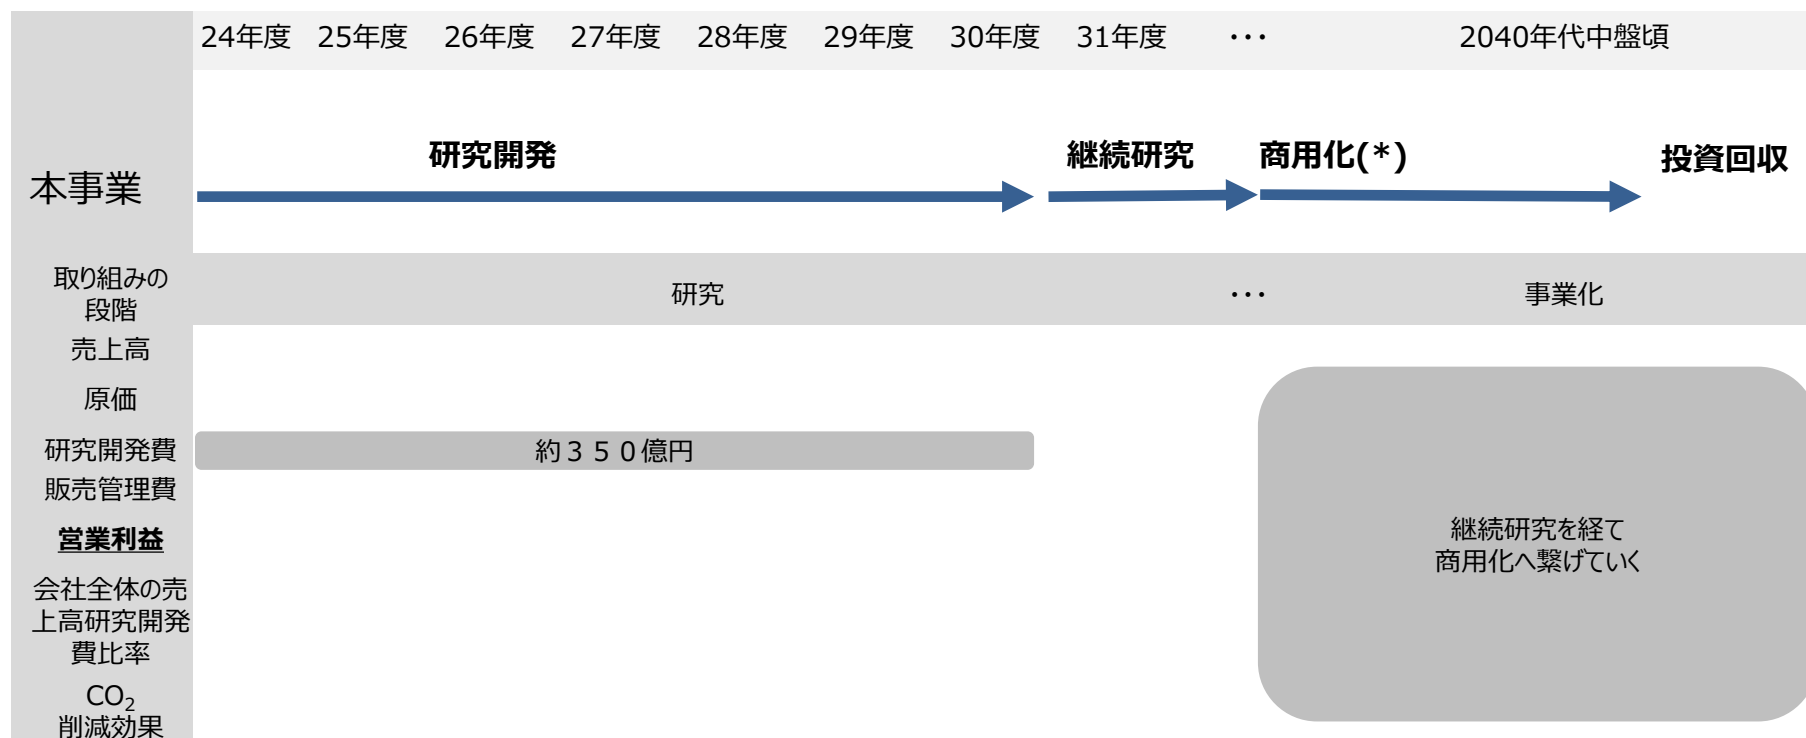 24年度 25年度 26年度 27年度 28年度 29年度 30年度 31年度 ・・・ 2040年代中盤頃
本事業
研究開発 継続研究 商用化(*) 投資回収
取り組みの
段階
研究 ・・・ 事業化
売上高
原価
研究開発費 約３５０億円
販売管理費
営業利益
会社全体の売
上高研究開発
費比率
CO₂
削減効果
継続研究を経て
商用化へ繋げていく